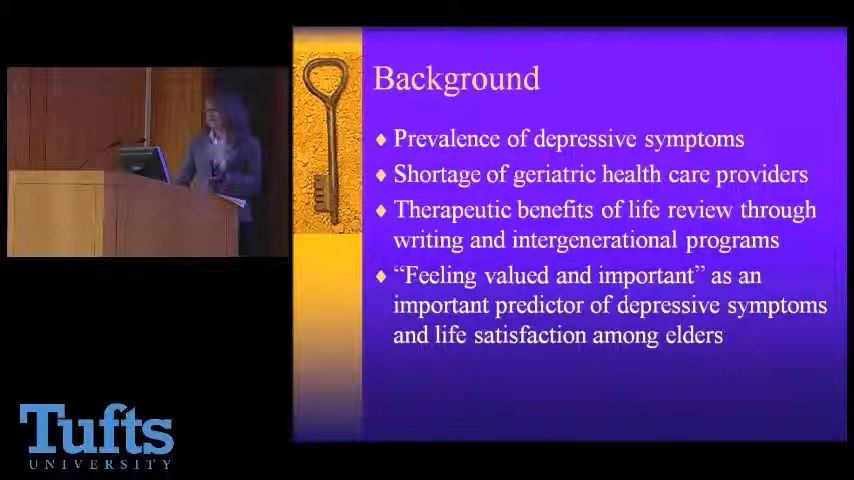 Background
Prevalence of depressive symptoms
Shortage of geriatric health care providers
Therapeutic benefits of life review through
writing and intergenerational programs
“Feeling valued and important” as an
important predictor of depressive symptoms
and life satisfaction among elders
Tufts
UNIVERSITY